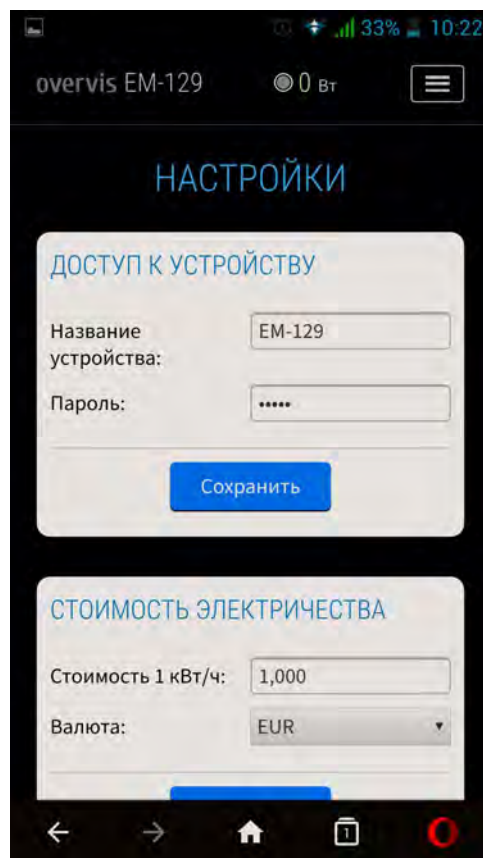 33% 10:22
overvis EM-129 0 Вт
НАСТРОЙКИ
ДОСТУП К УСТРОЙСТВУ
Название устройства: EM-129
Пароль: •••••
Сохранить
СТОИМОСТЬ ЭЛЕКТРИЧЕСТВА
Стоимость 1 кВт/ч: 1,000
Валюта: EUR
1